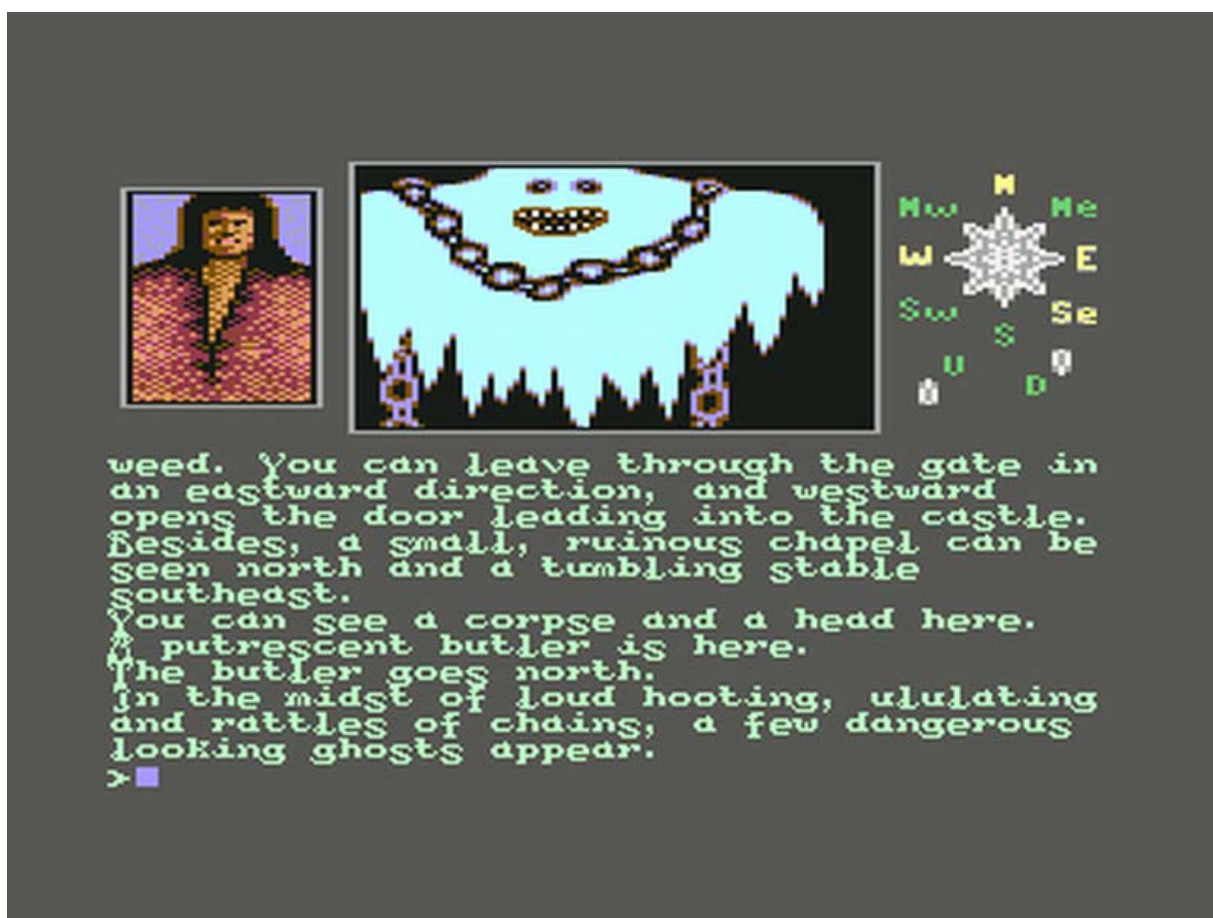 N
Nw Ne
W E
Sw Se
S
U D
weed. You can leave through the gate in
an eastward direction, and westward
opens the door leading into the castle.
Besides, a small, ruinous chapel can be
seen north and a tumbling stable
southeast.
You can see a corpse and a head here.
A putrescent butler is here.
The butler goes north.
In the midst of loud hooting, ululating
and rattles of chains, a few dangerous
looking ghosts appear.
>